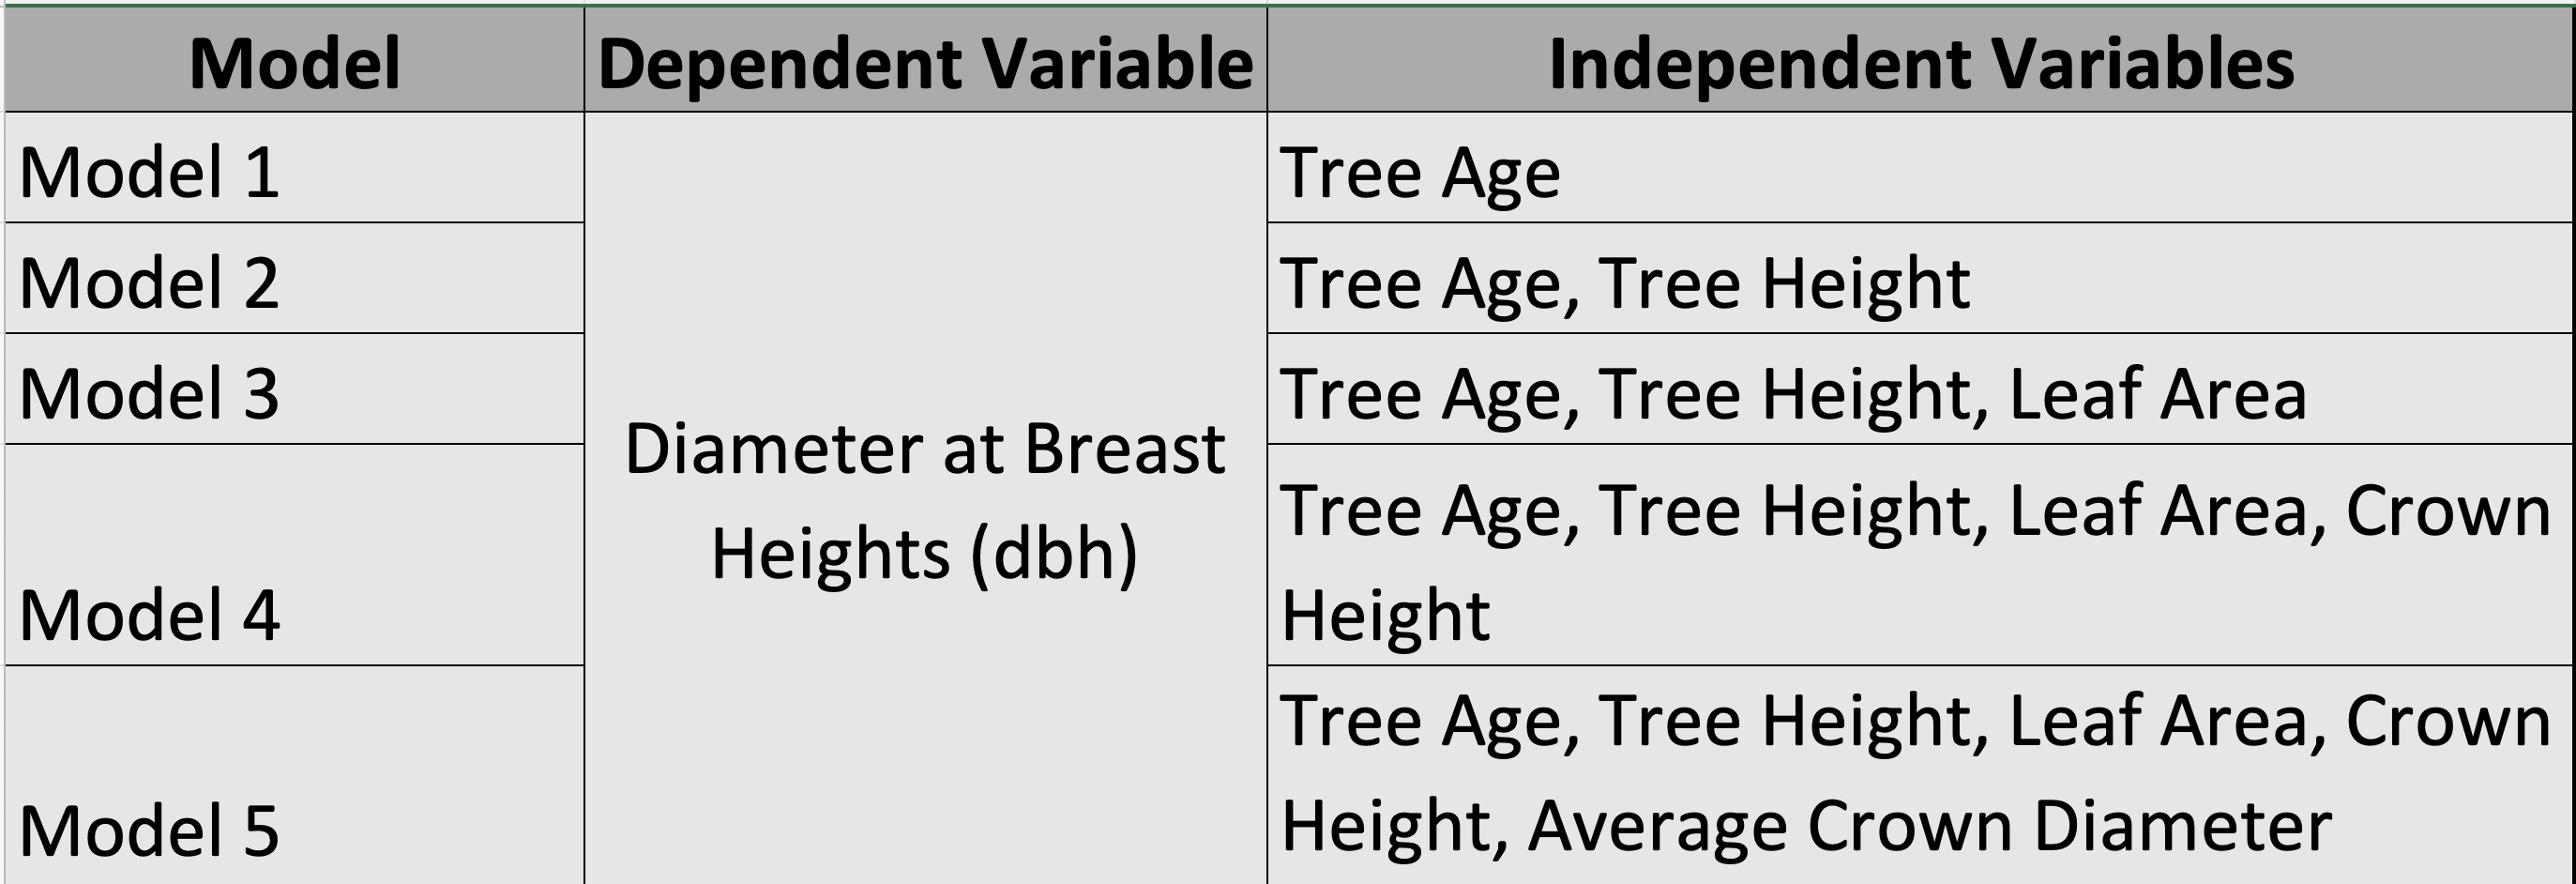 Model Dependent Variable Independent Variables
Model 1 Tree Age
Model 2 Tree Age, Tree Height
Model 3 Tree Age, Tree Height, Leaf Area
Diameter at Breast
Heights (dbh)
Model 4 Tree Age, Tree Height, Leaf Area, Crown
Height
Model 5 Tree Age, Tree Height, Leaf Area, Crown
Height, Average Crown Diameter